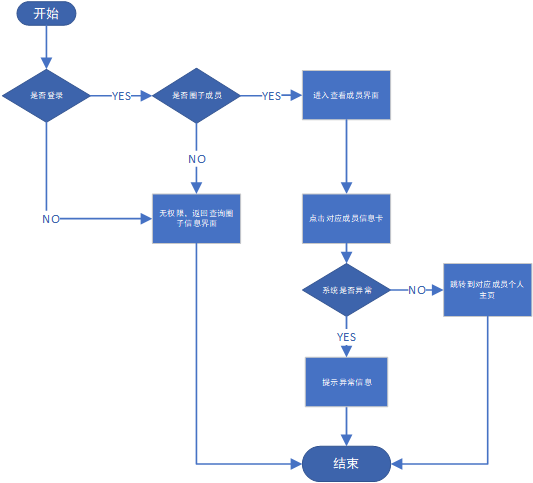 开始
是否登录
YES
是否圈子成员
YES
进入查看成员界面
NO
NO
无权限、返回查询圈
子信息界面
点击对应成员信息卡
系统是否异常
NO
跳转到对应成员个人
主页
YES
提示异常信息
结束